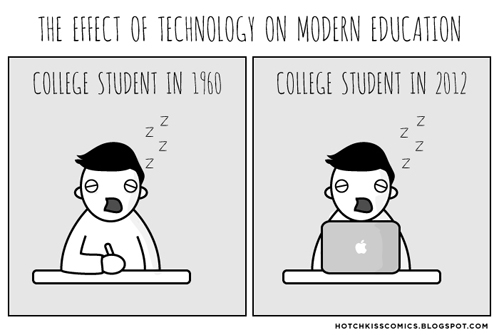 THE EFFECT OF TECHNOLOGY ON MODERN EDUCATION
COLLEGE STUDENT IN 1960
Z
Z
Z
Z
COLLEGE STUDENT IN 2012
Z
Z
Z
Z
HOTCHKISSCOMICS.BLOGSPOT.COM